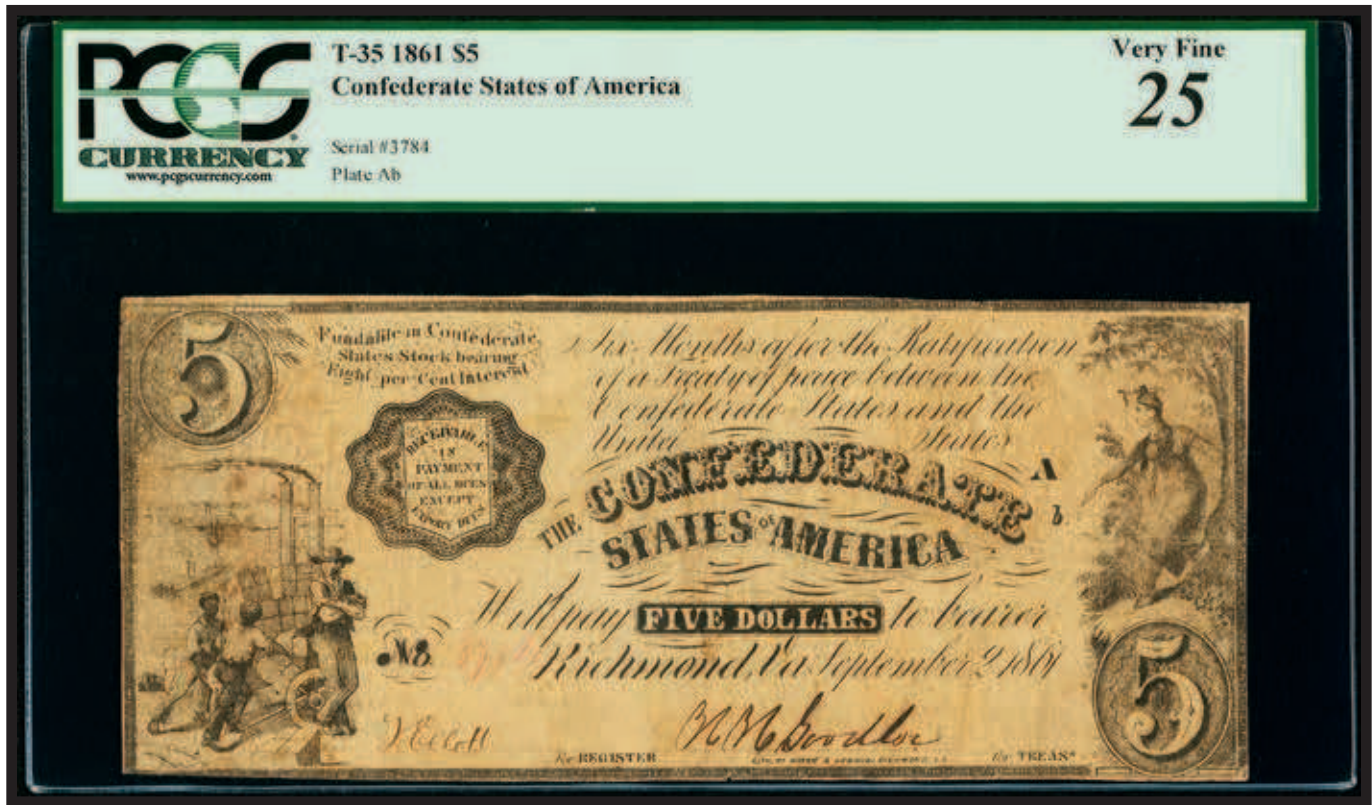 PCGS
CURRENCY
www.pcgscurrency.com
T-35 1861 $5
Confederate States of America
Serial #3784
Plate Ab
Very Fine
25
5
Fundable in Confederate
States Stock bearing
Eight per Cent Interest
RECEIVABLE
IN
PAYMENT
OF ALL DUES
EXCEPT
EXPORT DUES
Six Months after the Ratification
of a Treaty of peace between the
Confederate States and the
United States
A
b
THE CONFEDERATE
STATES OF AMERICA
Will pay FIVE DOLLARS to bearer
No
Richmond, Va September 2 1861
5
For REGISTER
For TREASR